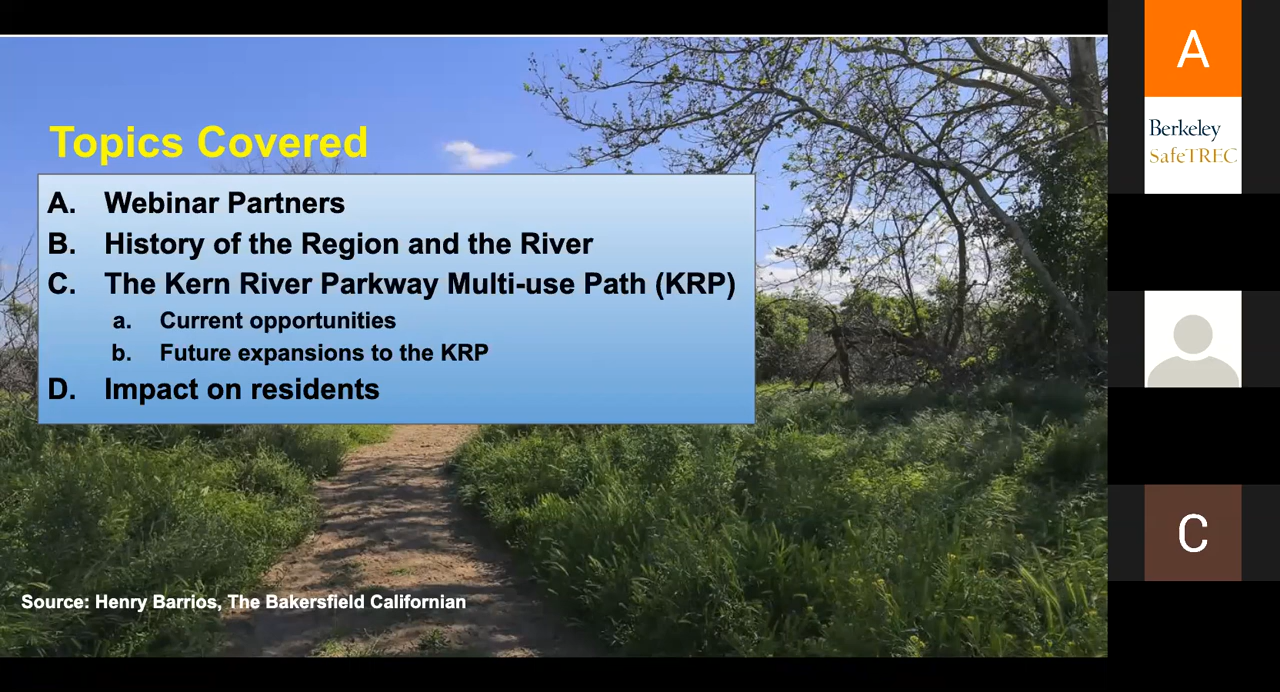 Topics Covered
A. Webinar Partners
B. History of the Region and the River
C. The Kern River Parkway Multi-use Path (KRP)
a. Current opportunities
b. Future expansions to the KRP
D. Impact on residents
Source: Henry Barrios, The Bakersfield Californian
A
Berkeley
SafeTREC
C